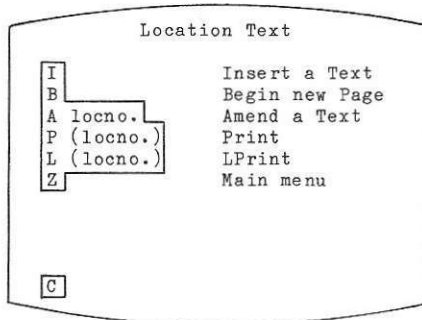 Location Text
I Insert a Text
B Begin new Page
A locno. Amend a Text
P (locno.) Print
L (locno.) LPrint
Z Main menu
C